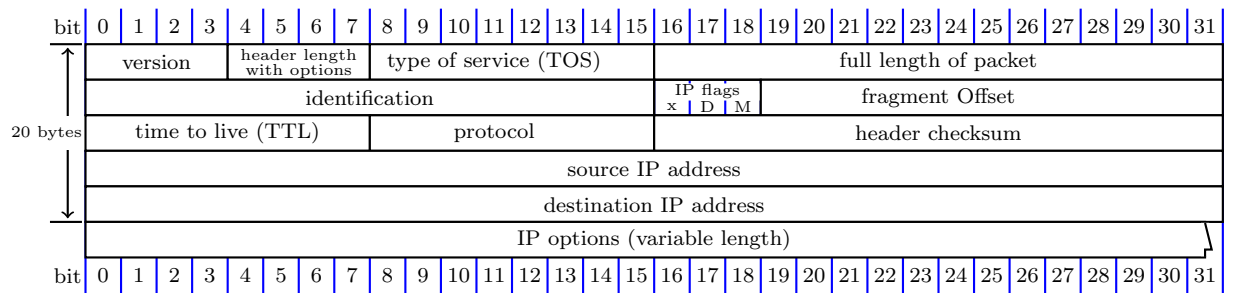 bit 0 1 2 3 4 5 6 7 8 9 10 11 12 13 14 15 16 17 18 19 20 21 22 23 24 25 26 27 28 29 30 31
version header length with options type of service (TOS) full length of packet
identification IP flags x D M fragment Offset
20 bytes time to live (TTL) protocol header checksum
source IP address
destination IP address
IP options (variable length)
bit 0 1 2 3 4 5 6 7 8 9 10 11 12 13 14 15 16 17 18 19 20 21 22 23 24 25 26 27 28 29 30 31